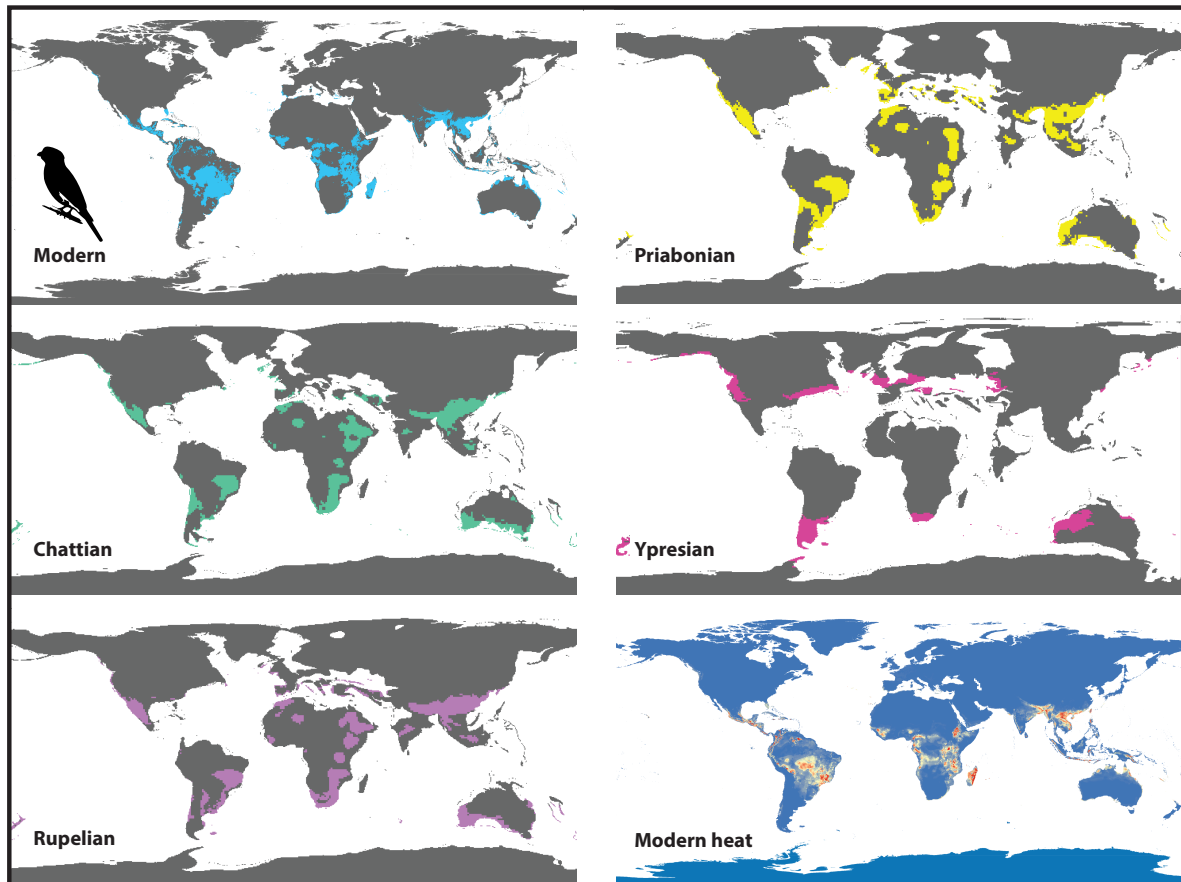 Modern
Priabonian
Chattian
Ypresian
Rupelian
Modern heat